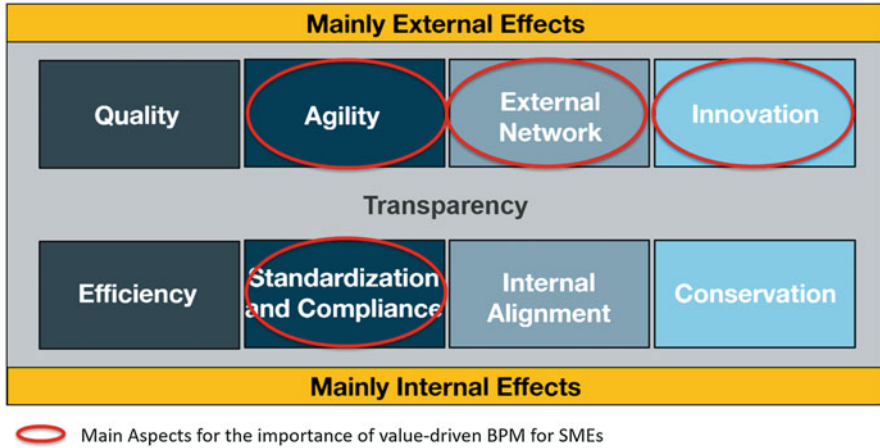 Mainly External Effects
Quality
Agility
External
Network
Innovation
Transparency
Efficiency
Standardization
and Compliance
Internal
Alignment
Conservation
Mainly Internal Effects
Main Aspects for the importance of value-driven BPM for SMEs